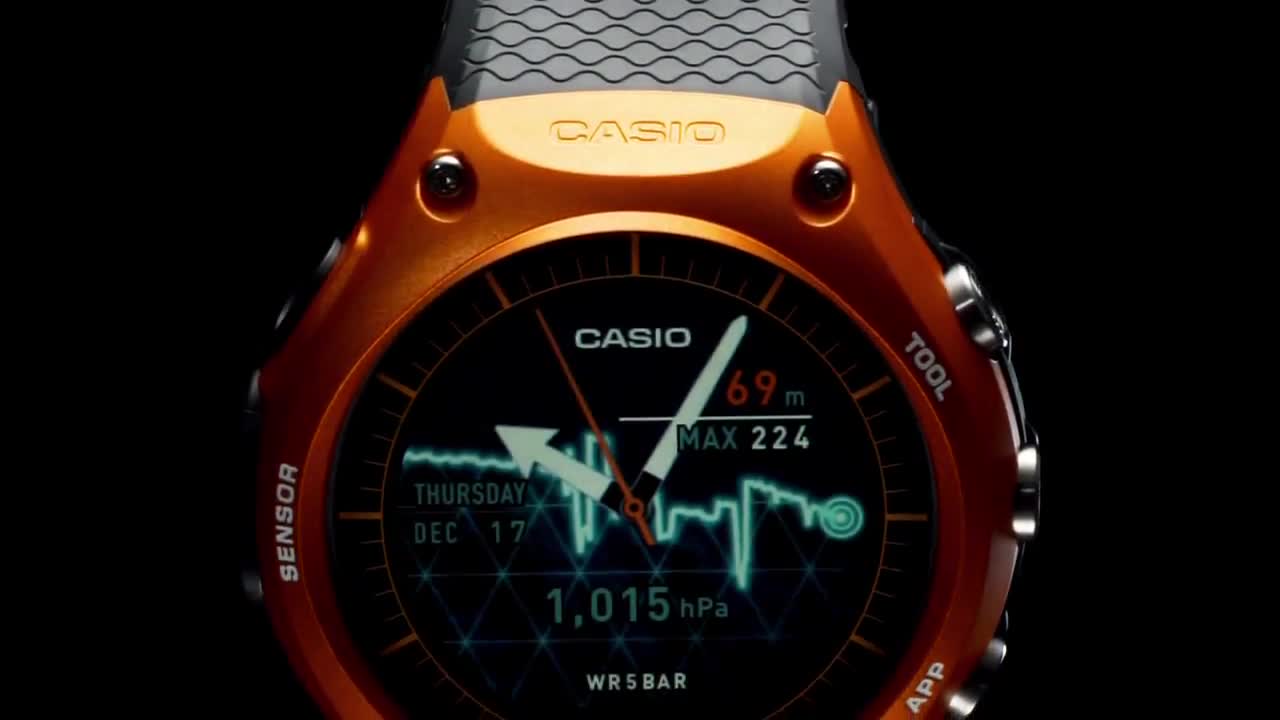 CASIO
CASIO
69 m
MAX 224
THURSDAY
DEC 17
1,015 hPa
WR5BAR
TOOL
SENSOR
APP